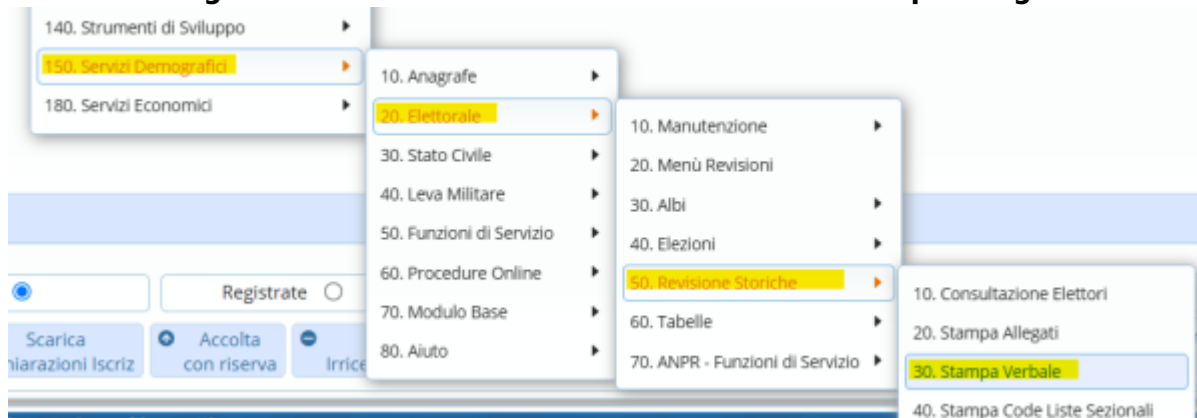 140. Strumenti di Sviluppo
150. Servizi Demografici
180. Servizi Economici
10. Anagrafe
20. Elettorale
30. Stato Civile
40. Leva Militare
50. Funzioni di Servizio
60. Procedure Online
70. Modulo Base
80. Aiuto
10. Manutenzione
20. Menù Revisioni
30. Albi
40. Elezioni
50. Revisione Storiche
60. Tabelle
70. ANPR - Funzioni di Servizio
10. Consultazione Elettori
20. Stampa Allegati
30. Stampa Verbale
40. Stampa Code Liste Sezionali
Registrate
Scarica
Iscriz
Accolta
con riserva